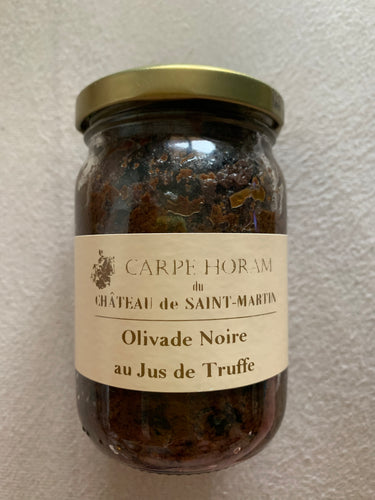 CARPE HORAM
du
CHÂTEAU de SAINT-MARTIN
Olivade Noire
au Jus de Truffe